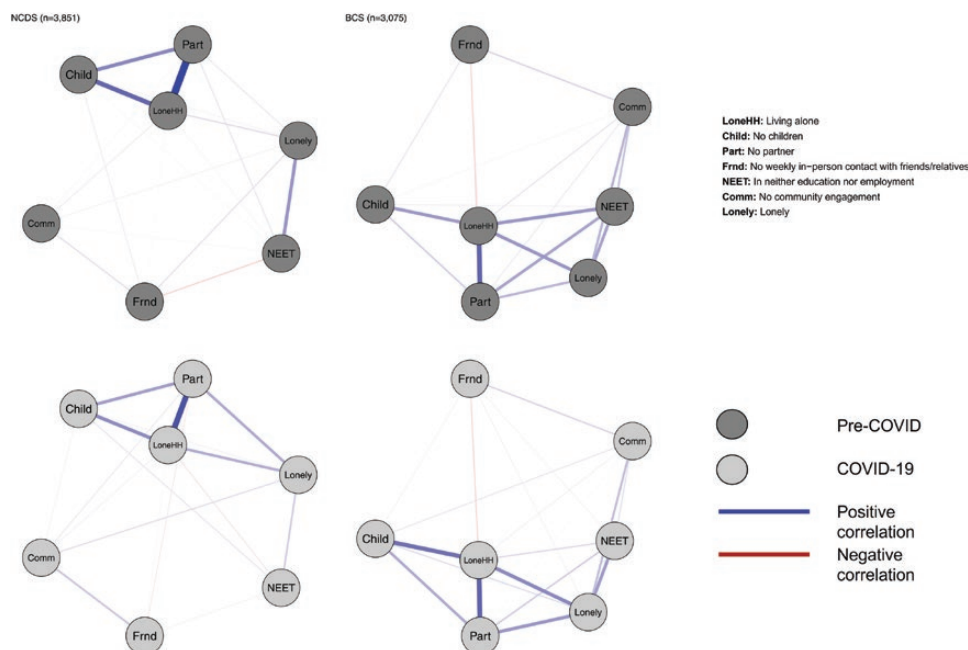 NCDS (n=3,851)
BCS (n=3,075)
Part
Child
LoneHH
Lonely
Comm
NEET
Frnd
Frnd
Comm
Child
NEET
LoneHH
Lonely
Part
LoneHH: Living alone
Child: No children
Part: No partner
Frnd: No weekly in-person contact with friends/relatives
NEET: In neither education nor employment
Comm: No community engagement
Lonely: Lonely
Part
Child
LoneHH
Lonely
Comm
NEET
Frnd
Frnd
Comm
Child
NEET
LoneHH
Lonely
Part
Pre-COVID
COVID-19
Positive
correlation
Negative
correlation